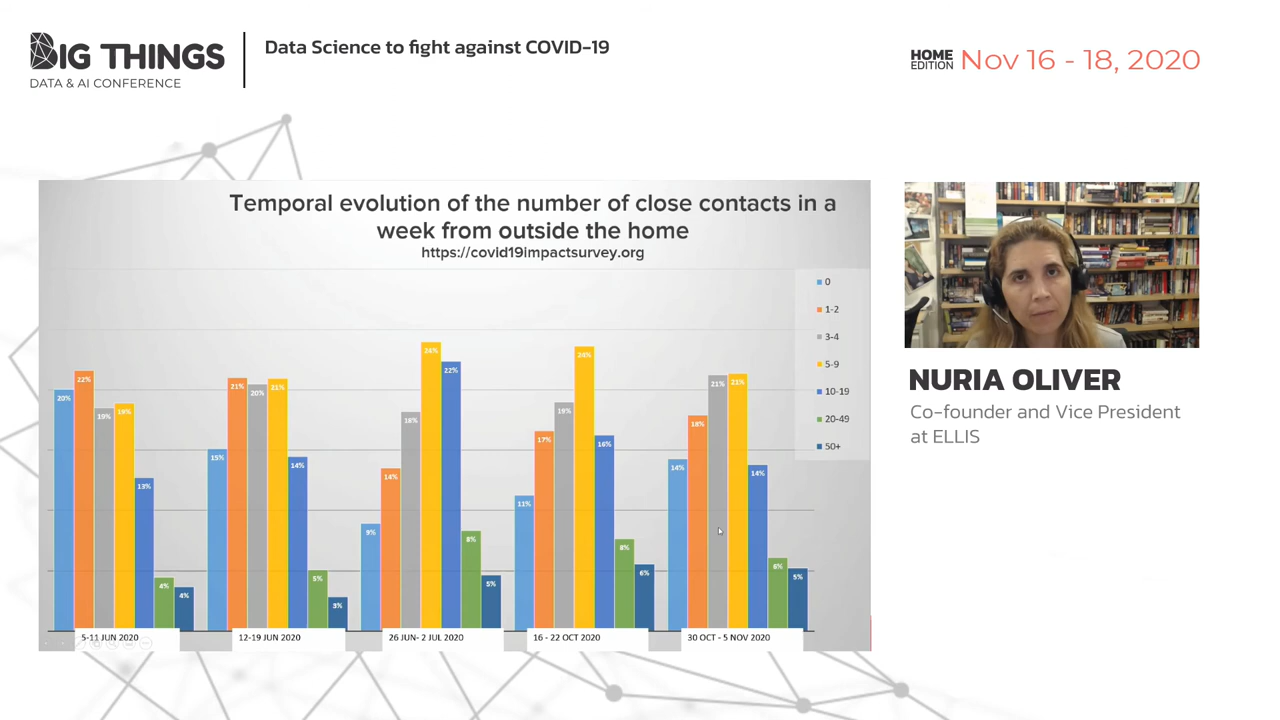 BIG THINGS
DATA & AI CONFERENCE
Data Science to fight against COVID-19
HOME
EDITION
Nov 16 - 18, 2020
Temporal evolution of the number of close contacts in a
week from outside the home
https://covid19impactsurvey.org
0
1-2
3-4
5-9
10-19
20-49
50+
20%
22%
19%
19%
13%
4%
4%
15%
21%
20%
21%
14%
5%
3%
9%
14%
18%
24%
22%
8%
5%
11%
17%
19%
24%
16%
8%
6%
14%
18%
21%
21%
14%
6%
5%
5-11 JUN 2020
12-19 JUN 2020
26 JUN- 2 JUL 2020
16 - 22 OCT 2020
30 OCT - 5 NOV 2020
NURIA OLIVER
Co-founder and Vice President
at ELLIS